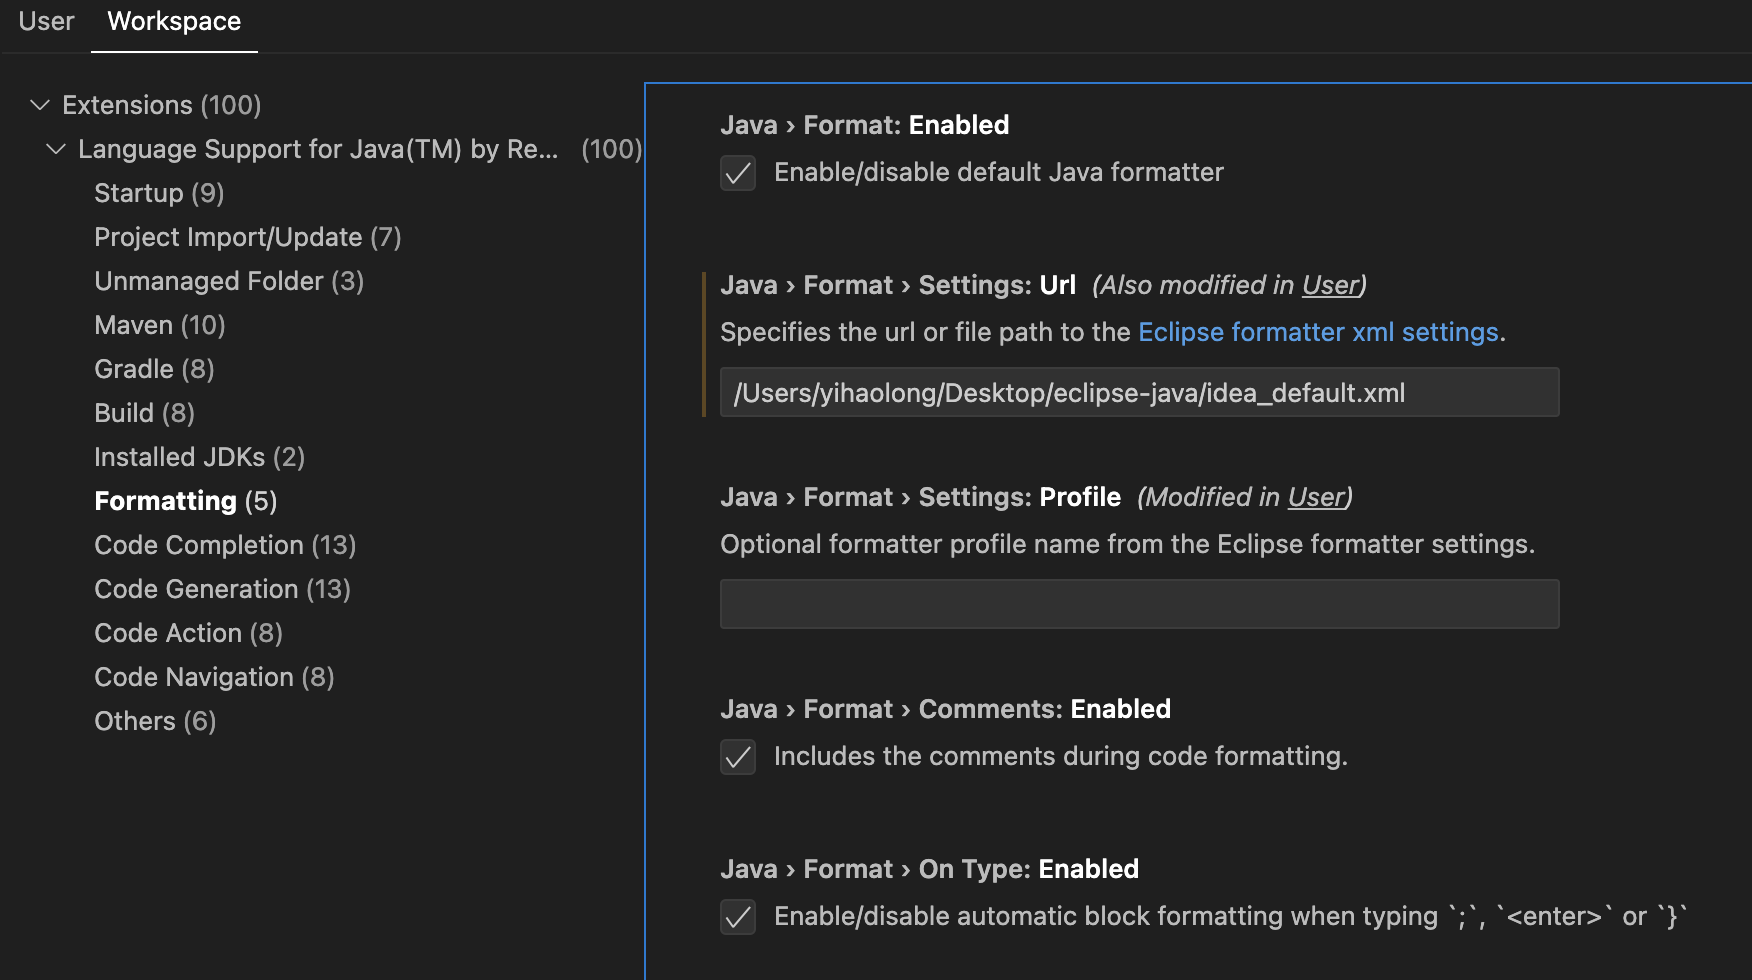 User Workspace
Extensions (100)
Language Support for Java(TM) by Re... (100)
Startup (9)
Project Import/Update (7)
Unmanaged Folder (3)
Maven (10)
Gradle (8)
Build (8)
Installed JDKs (2)
Formatting (5)
Code Completion (13)
Code Generation (13)
Code Action (8)
Code Navigation (8)
Others (6)
Java › Format: Enabled
Enable/disable default Java formatter
Java › Format › Settings: Url (Also modified in User)
Specifies the url or file path to the Eclipse formatter xml settings.
/Users/yihaolong/Desktop/eclipse-java/idea_default.xml
Java › Format › Settings: Profile (Modified in User)
Optional formatter profile name from the Eclipse formatter settings.
Java › Format › Comments: Enabled
Includes the comments during code formatting.
Java › Format › On Type: Enabled
Enable/disable automatic block formatting when typing `;`, `<enter>` or `}`